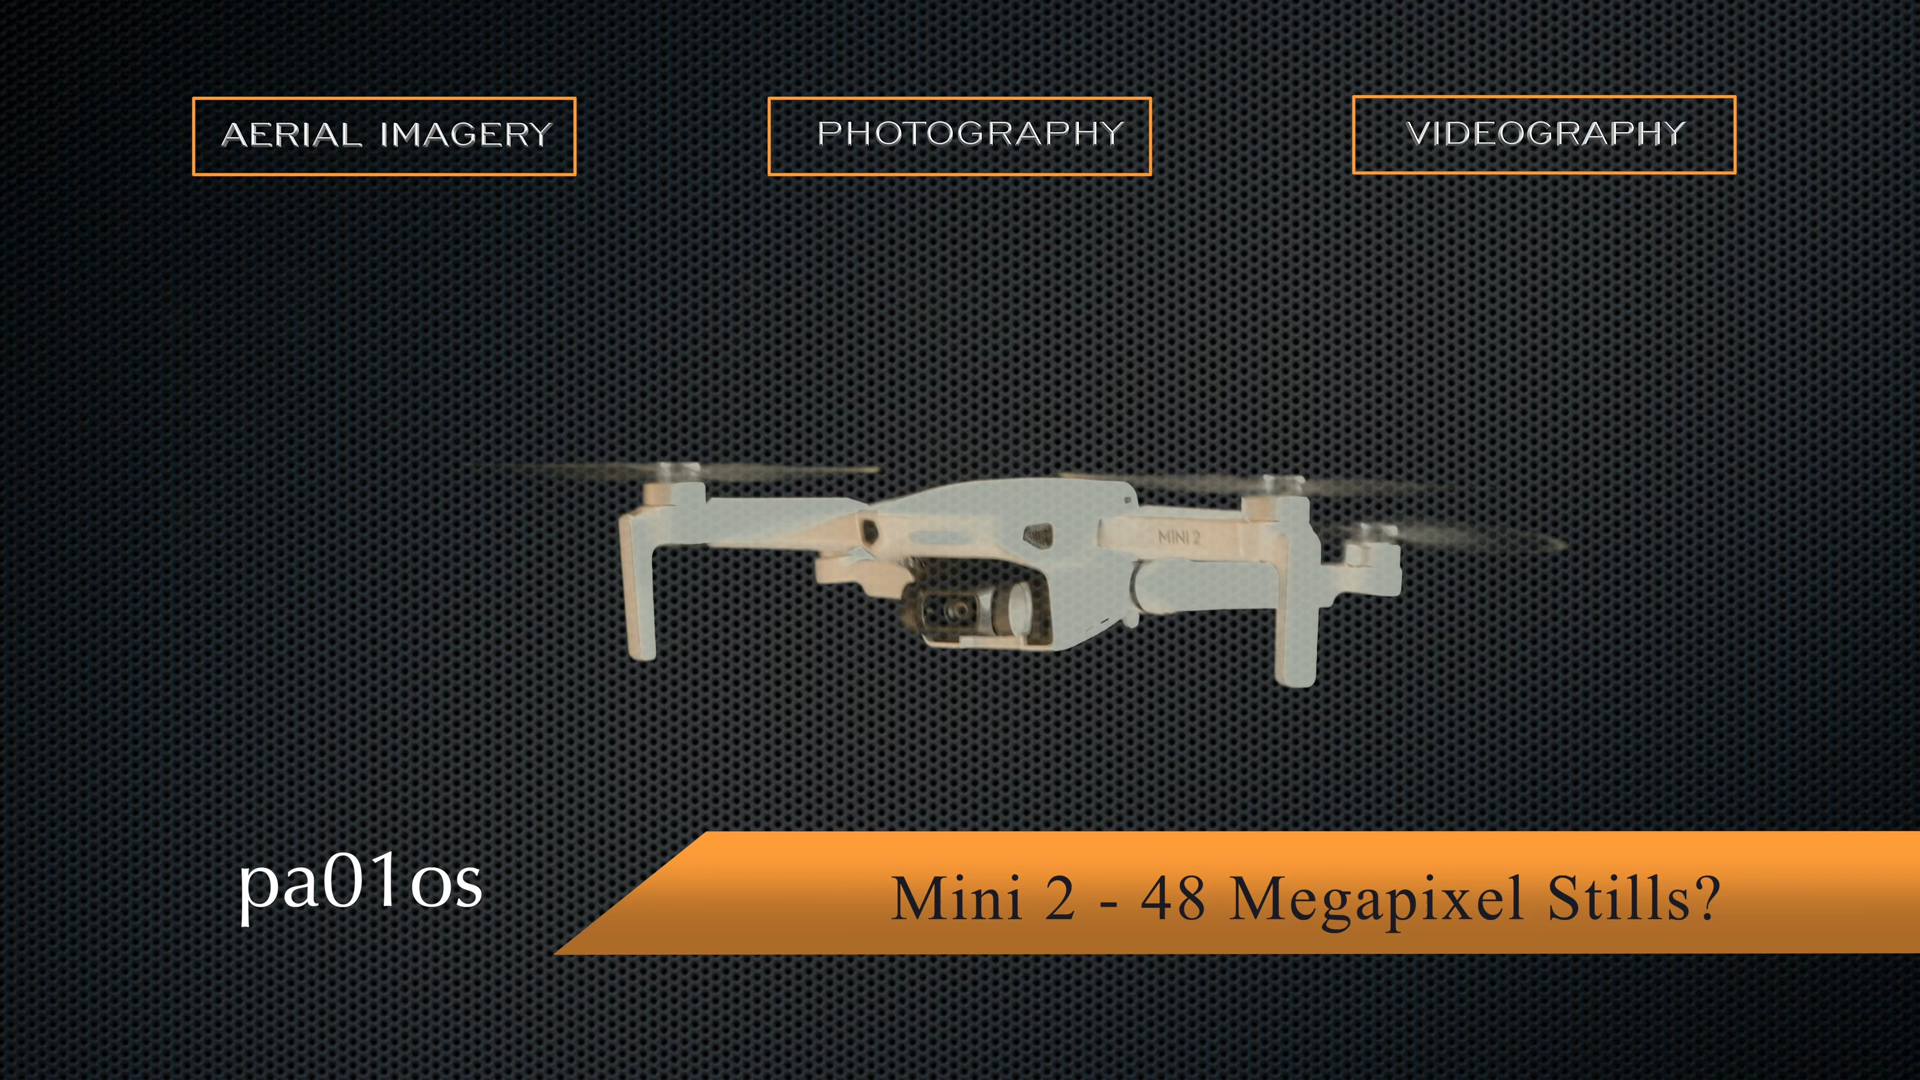 AERIAL IMAGERY
PHOTOGRAPHY
VIDEOGRAPHY
MINI 2
pa01os
Mini 2 - 48 Megapixel Stills?